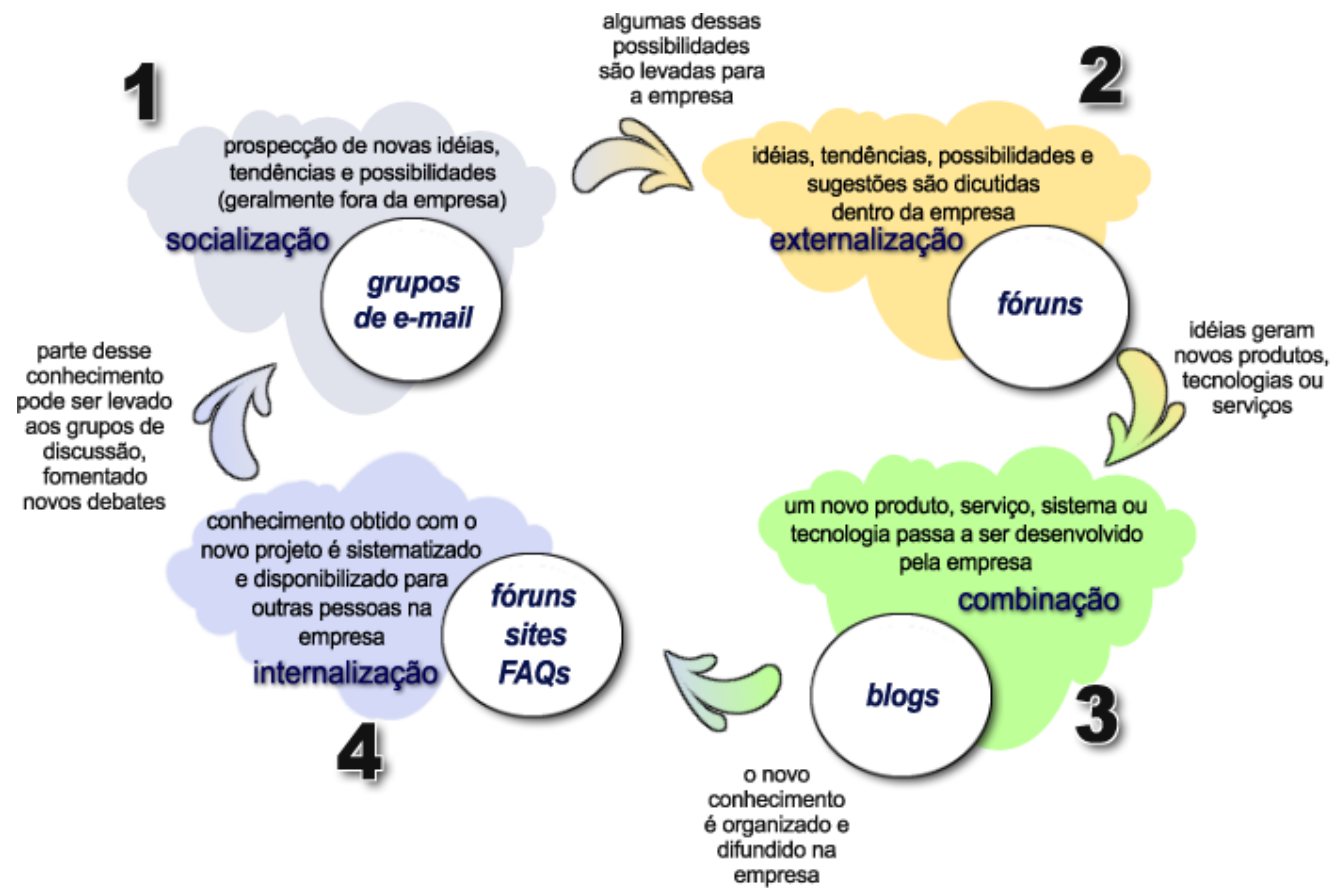 1
prospecção de novas idéias,
tendências e possibilidades
(geralmente fora da empresa)
socialização
grupos
de e-mail
algumas dessas
possibilidades
são levadas para
a empresa
2
idéias, tendências, possibilidades e
sugestões são dicutidas
dentro da empresa
externalização
fóruns
idéias geram
novos produtos,
tecnologias ou
serviços
um novo produto, serviço, sistema ou
tecnologia passa a ser desenvolvido
pela empresa
combinação
blogs
3
o novo
conhecimento
é organizado e
difundido na
empresa
conhecimento obtido com o
novo projeto é sistematizado
e disponibilizado para
outras pessoas na
empresa
internalização
fóruns
sites
FAQs
4
parte desse
conhecimento
pode ser levado
aos grupos de
discussão,
fomentado
novos debates